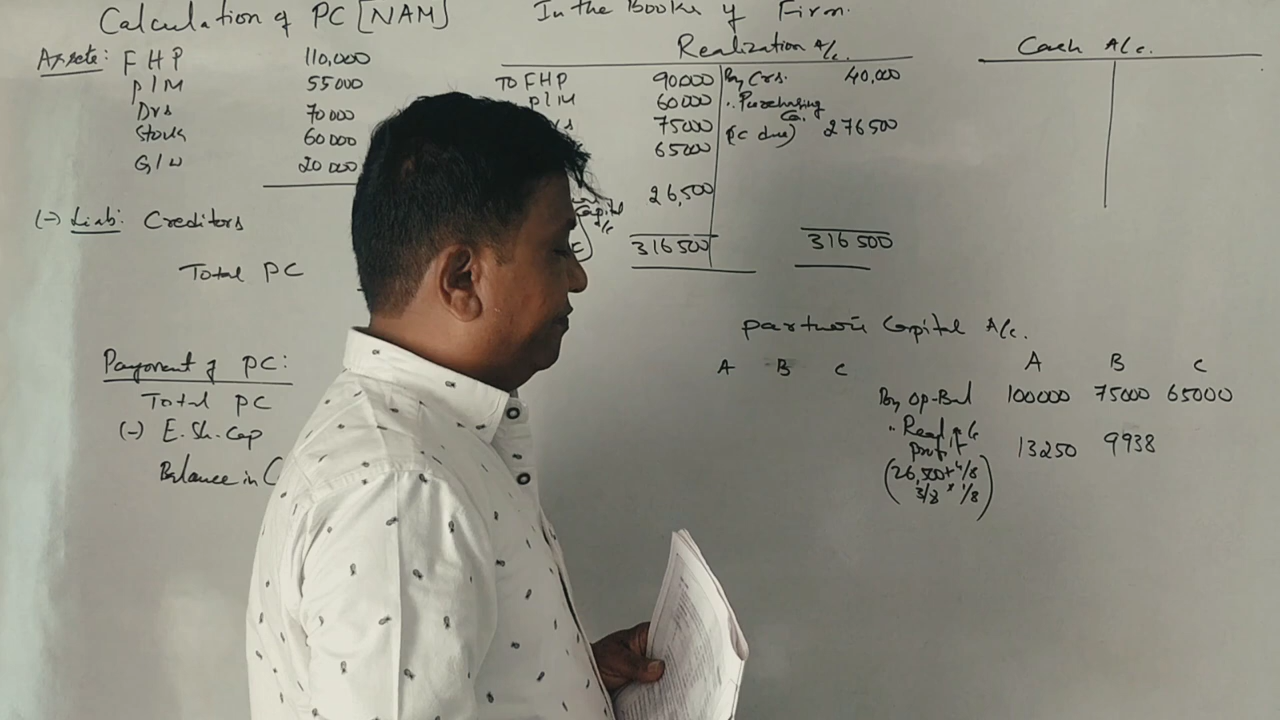 Calculation of PC [NAM]
Assets: FHP 110,000
P/M 55000
Drs 70000
Stock 60000
G/W 20000
(-) Liab: Creditors
Total PC
Payment of PC:
Total PC
(-) E.Sh.Cap
Balance in C
In the Books of Firm.
Realization A/c.
To FHP 90000 By Crs. 40,000
P/M 60000 .. Purchasing
rs 75000 Co.
(PC due) 276500
65000
Capital 26,500
A/c
316500 316500
Cash A/c.
Partners Capital A/c.
A B C A B C
By Op-Bal 100000 75000 65000
.. Real A/c
Profit 13250 9938
(26,500 x 4/8
3/8 x 1/8)